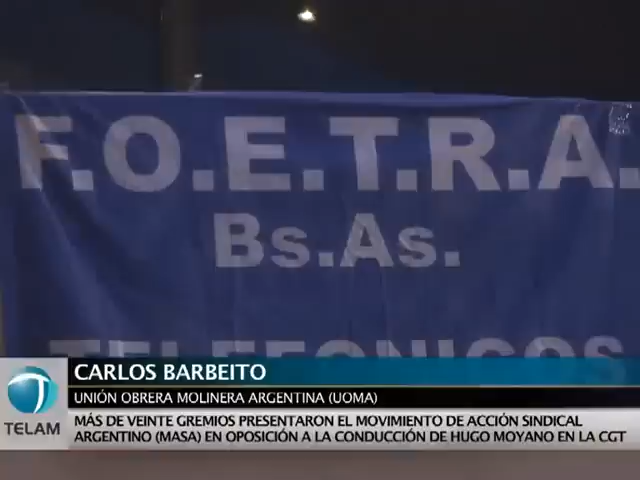 F.O.E.T.R.A.
Bs.As.
TELEFONICOS
CARLOS BARBEITO
UNIÓN OBRERA MOLINERA ARGENTINA (UOMA)
TELAM
MÁS DE VEINTE GREMIOS PRESENTARON EL MOVIMIENTO DE ACCIÓN SINDICAL
ARGENTINO (MASA) EN OPOSICIÓN A LA CONDUCCIÓN DE HUGO MOYANO EN LA CGT